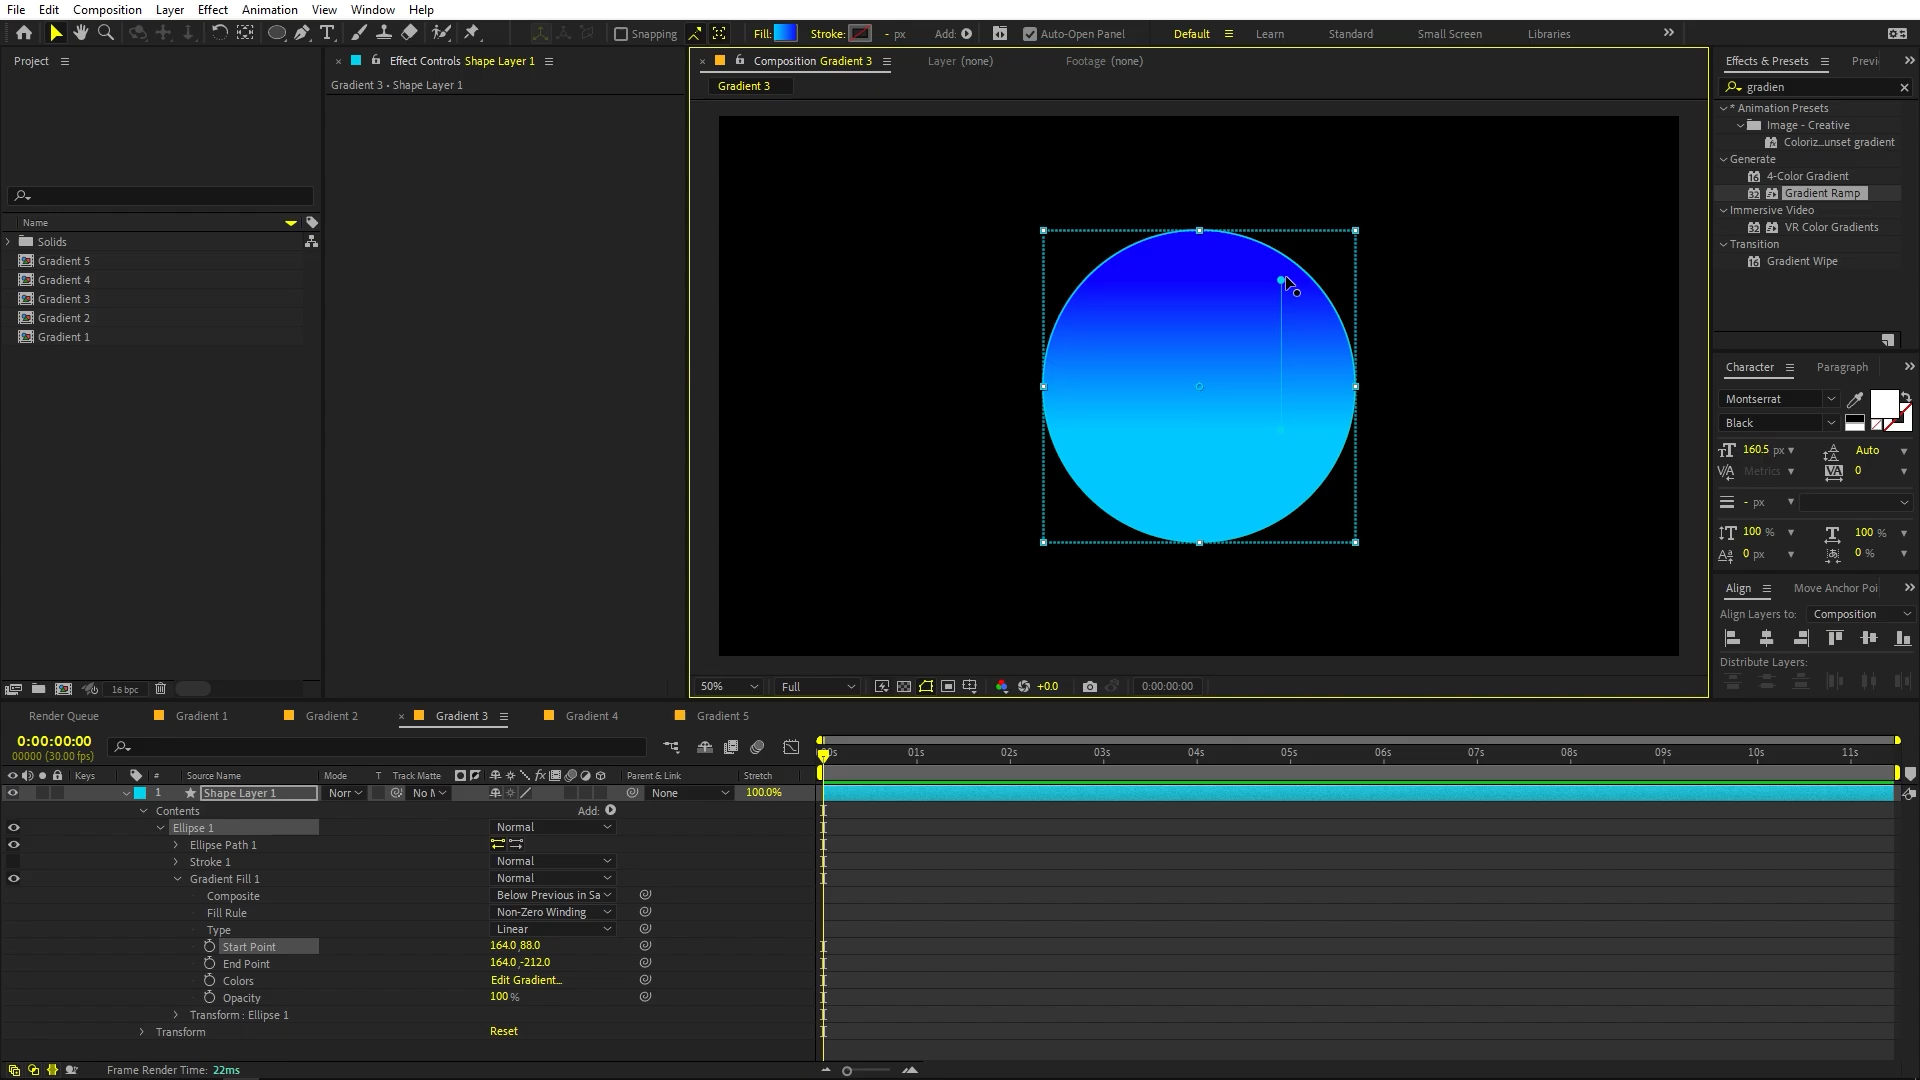 File Edit Composition Layer Effect Animation View Window Help
Snapping Fill: Stroke: - px Add: Auto-Open Panel Default Learn Standard Small Screen Libraries
Project
Effect Controls Shape Layer 1
Gradient 3 • Shape Layer 1
Composition Gradient 3 Layer (none) Footage (none)
Gradient 3
Name
Solids
Gradient 5
Gradient 4
Gradient 3
Gradient 2
Gradient 1
16 bpc
50% Full +0.0 0:00:00:00
Effects & Presets Previ
gradien
* Animation Presets
Image - Creative
Coloriz...unset gradient
Generate
4-Color Gradient
Gradient Ramp
Immersive Video
VR Color Gradients
Transition
Gradient Wipe
Character Paragraph
Montserrat
Black
160.5 px Auto
Metrics 0
- px
100 % 100 %
0 px 0 %
Align Move Anchor Poi
Align Layers to: Composition
Distribute Layers:
Render Queue Gradient 1 Gradient 2 Gradient 3 Gradient 4 Gradient 5
0:00:00:00
00000 (30.00 fps)
Keys # Source Name Mode T Track Matte Parent & Link Stretch
01s 02s 03s 04s 05s 06s 07s 08s 09s 10s 11s
1 Shape Layer 1 Norr No M None 100.0%
Contents Add:
Ellipse 1 Normal
Ellipse Path 1
Stroke 1 Normal
Gradient Fill 1 Normal
Composite Below Previous in Sa
Fill Rule Non-Zero Winding
Type Linear
Start Point 164.0,88.0
End Point 164.0,-212.0
Colors Edit Gradient...
Opacity 100 %
Transform : Ellipse 1
Transform Reset
Frame Render Time: 22ms